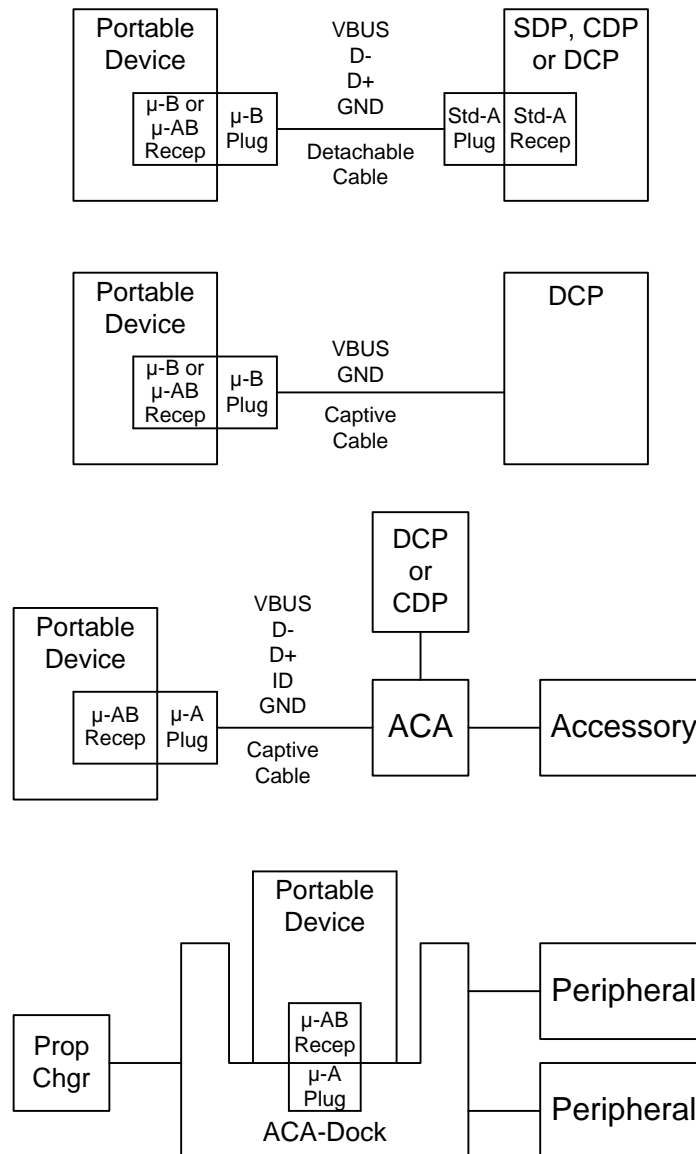 Portable
Device
μ-B or
μ-AB
Recep
μ-B
Plug
VBUS
D-
D+
GND
Detachable
Cable
Std-A
Plug
Std-A
Recep
SDP, CDP
or DCP
Portable
Device
μ-B or
μ-AB
Recep
μ-B
Plug
VBUS
GND
Captive
Cable
DCP
Portable
Device
μ-AB
Recep
μ-A
Plug
VBUS
D-
D+
ID
GND
Captive
Cable
DCP
or
CDP
ACA
Accessory
Prop
Chgr
Portable
Device
μ-AB
Recep
μ-A
Plug
ACA-Dock
Peripheral
Peripheral